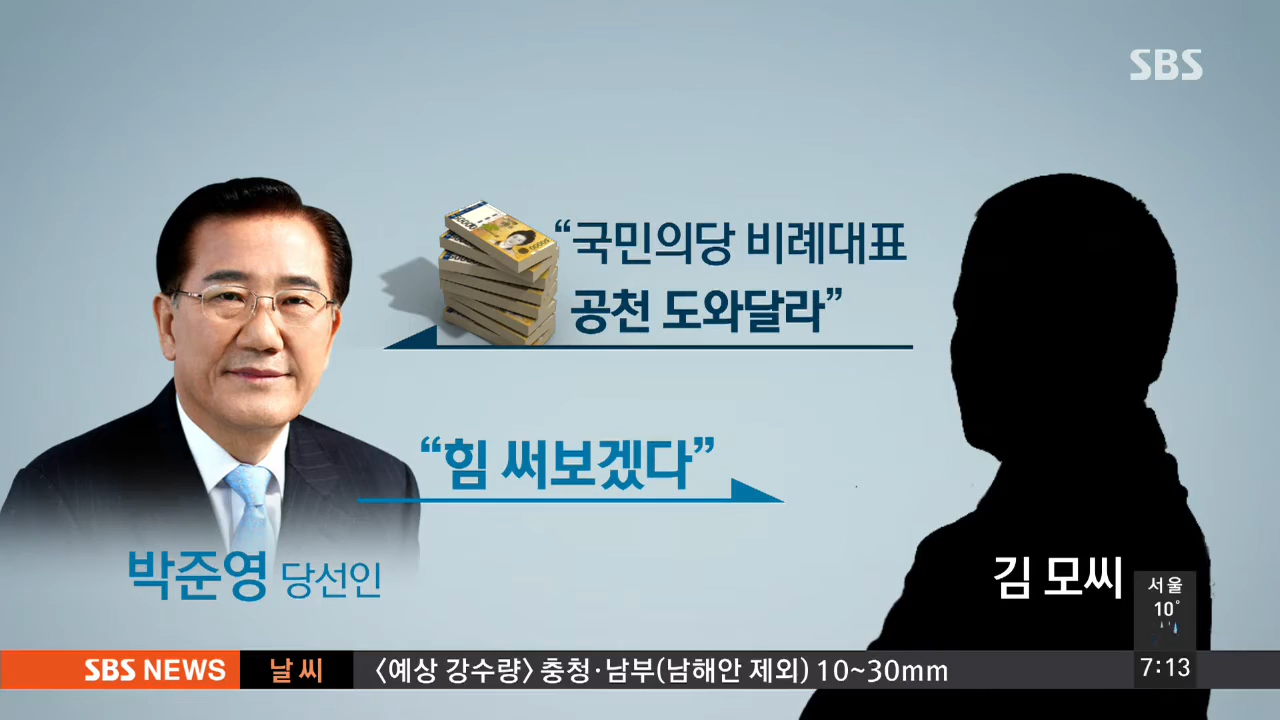 SBS
“국민의당 비례대표
공천 도와달라”
“힘 써보겠다”
박준영 당선인
김 모씨
서울
10°
SBS NEWS 날씨 〈예상 강수량〉 충청·남부(남해안 제외) 10~30mm 7:13